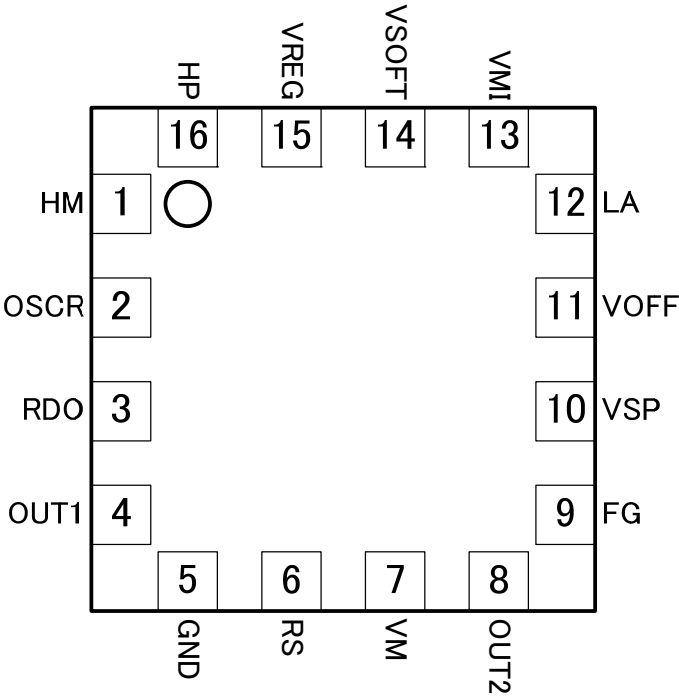 HP VREG VSOFT VMI
16 15 14 13
HM 1 12 LA
OSCR 2 11 VOFF
RDO 3 10 VSP
OUT1 4 9 FG
5 6 7 8
GND RS VM OUT2